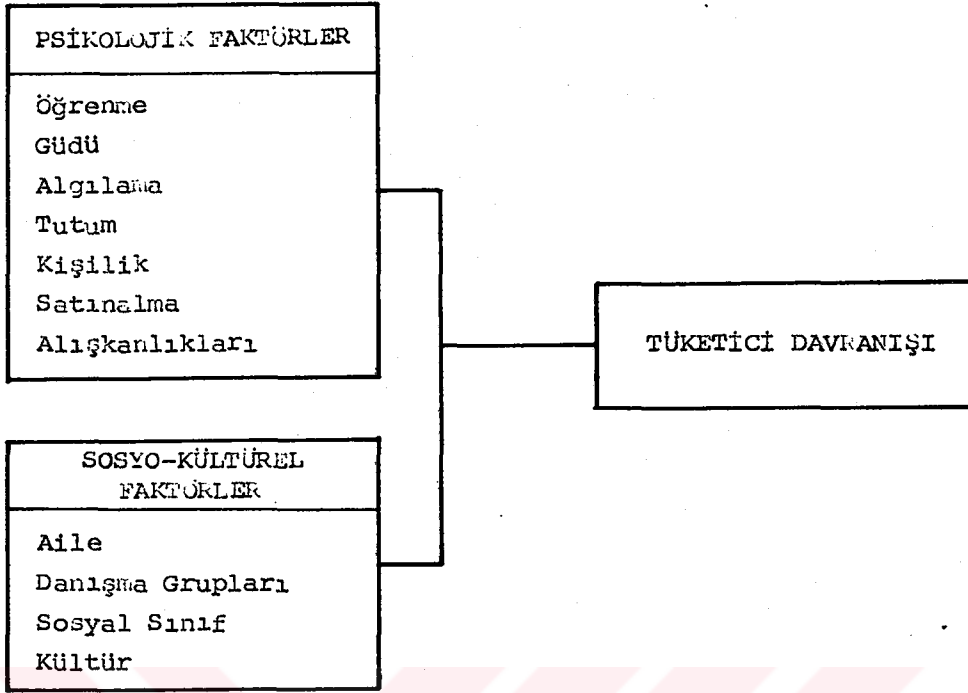 PSİKOLOJİK FAKTÜRLER
Öğrenme
Güdü
Algılama
Tutum
Kişilik
Satınalma
Alışkanlıkları
TÜKETİCİ DAVRANIŞI
SOSYO-KÜLTÜREL
FAKTÖRLER
Aile
Danışma Grupları
Sosyal Sınıf
Kültür